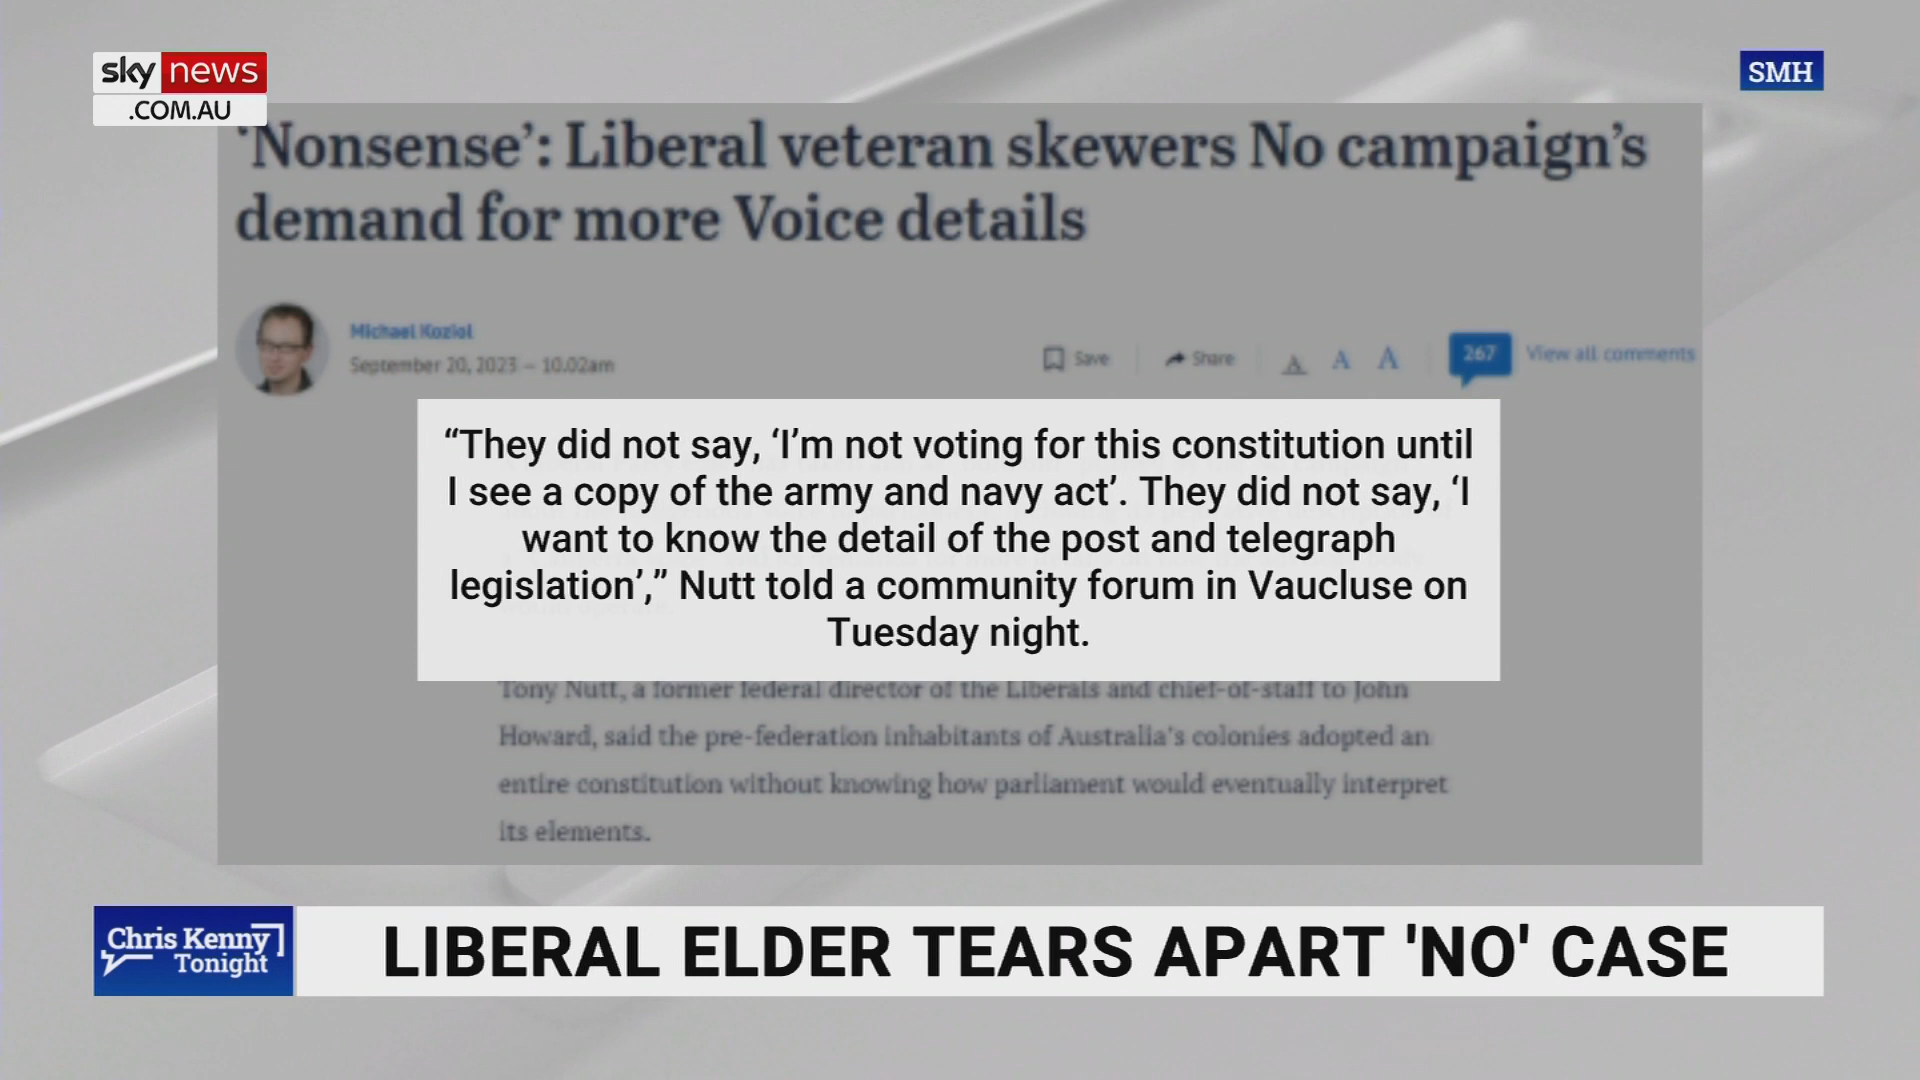 sky news
.COM.AU
SMH
‘Nonsense’: Liberal veteran skewers No campaign’s
demand for more Voice details
Michael Koziol
September 20, 2023 – 10.02am
Save
Share
A A A
267
View all comments
“They did not say, ‘I’m not voting for this constitution until
I see a copy of the army and navy act’. They did not say, ‘I
want to know the detail of the post and telegraph
legislation’,” Nutt told a community forum in Vaucluse on
Tuesday night.
Tony Nutt, a former federal director of the Liberals and chief-of-staff to John
Howard, said the pre-federation inhabitants of Australia’s colonies adopted an
entire constitution without knowing how parliament would eventually interpret
its elements.
Chris Kenny
Tonight
LIBERAL ELDER TEARS APART 'NO' CASE